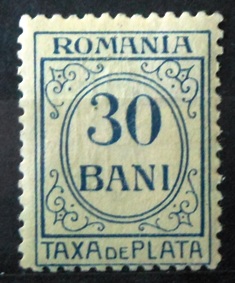 ROMANIA
30
BANI
TAXA DE PLATA